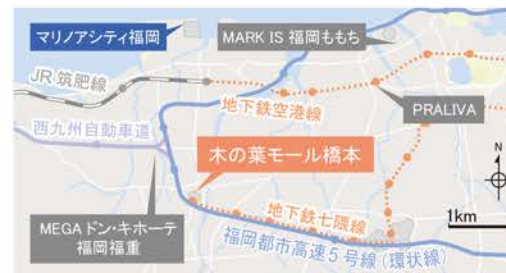 マリノアシティ福岡
MARK IS 福岡ももち
JR 筑肥線
地下鉄空港線
PRALIVA
西九州自動車道
木の葉モール橋本
N
MEGAドン・キホーテ
福岡福重
地下鉄七隈線
1km
福岡都市高速5号線(環状線)